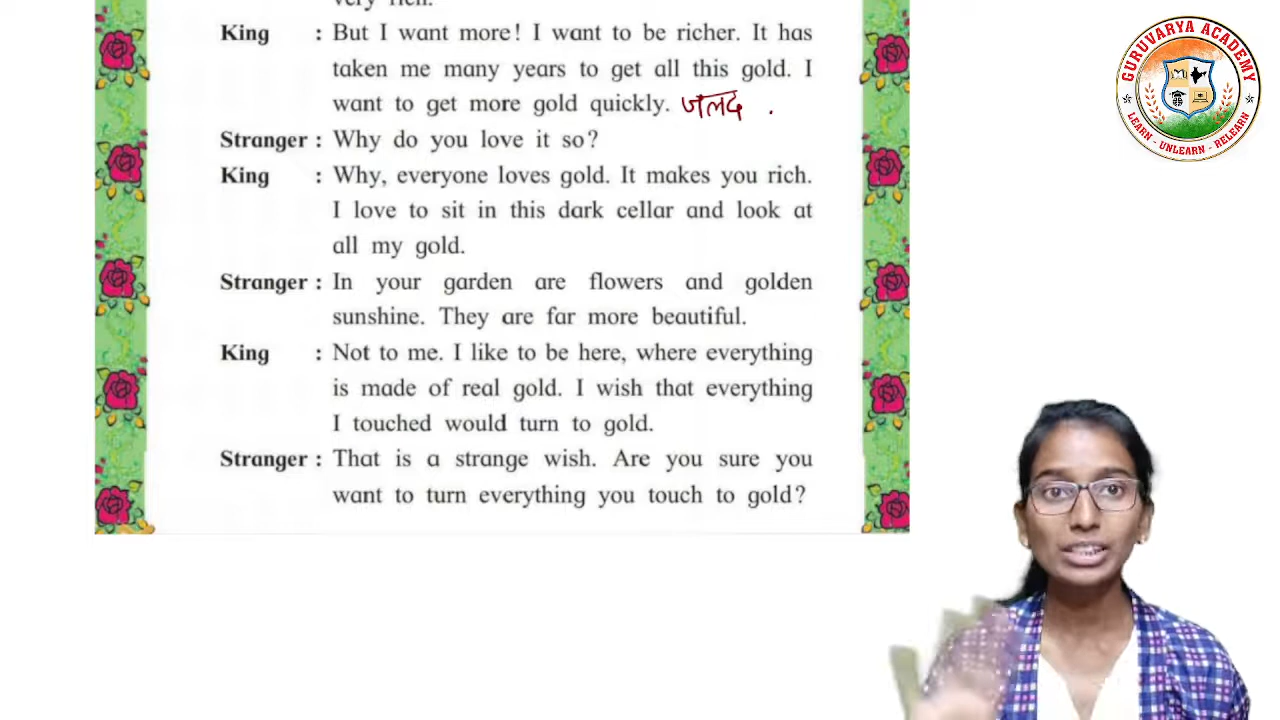 very rich.
King : But I want more! I want to be richer. It has
taken me many years to get all this gold. I
want to get more gold quickly. जलद .
Stranger : Why do you love it so?
King : Why, everyone loves gold. It makes you rich.
I love to sit in this dark cellar and look at
all my gold.
Stranger : In your garden are flowers and golden
sunshine. They are far more beautiful.
King : Not to me. I like to be here, where everything
is made of real gold. I wish that everything
I touched would turn to gold.
Stranger : That is a strange wish. Are you sure you
want to turn everything you touch to gold?
GURUVARYA ACADEMY
LEARN - UNLEARN - RELEARN